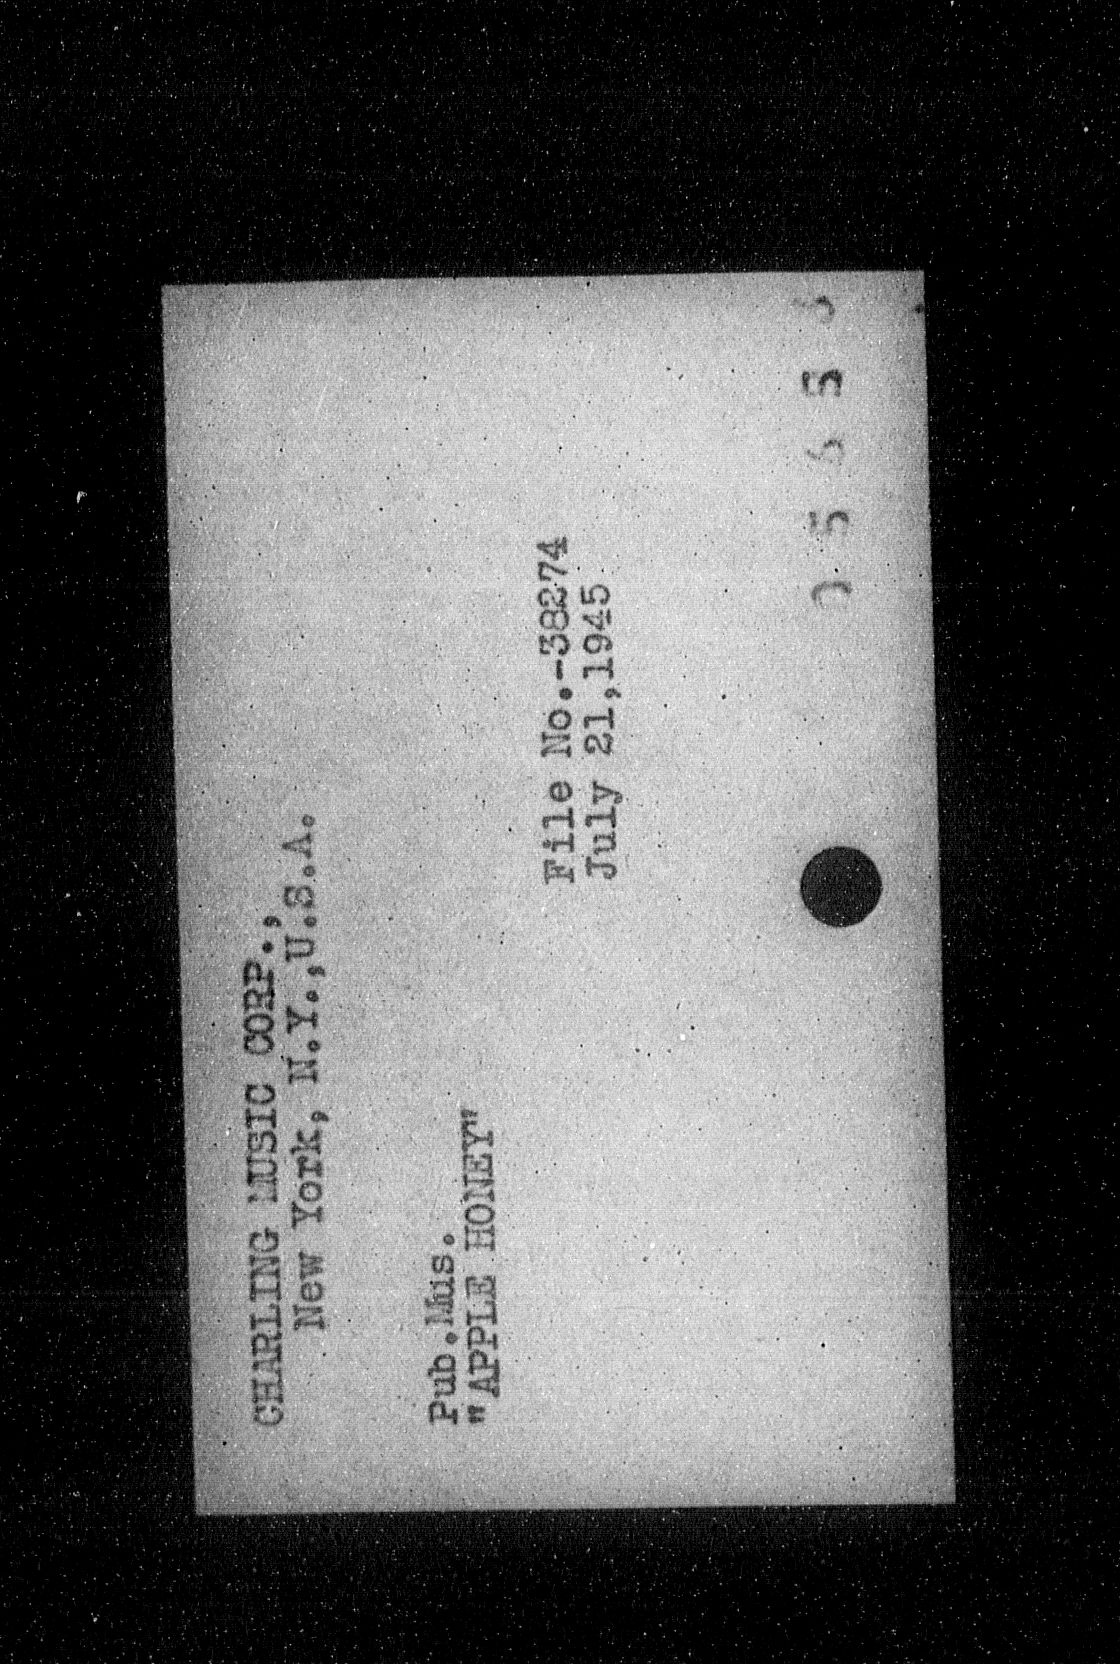 CHARLING MUSIC CORP.,
New York, N.Y.,U.S.A.
Pub.Mus.
"APPLE HONEY"
File No.-38274
July 21,1945